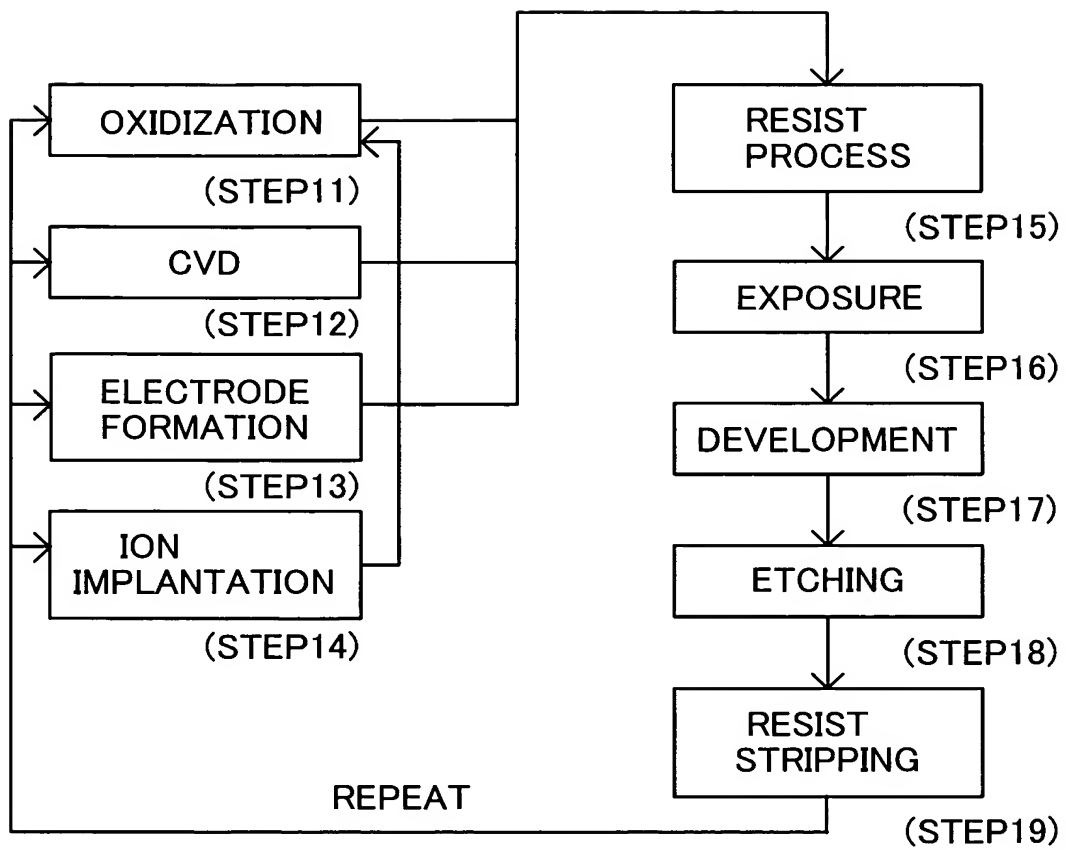 OXIDIZATION
(STEP11)
CVD
(STEP12)
ELECTRODE
FORMATION
(STEP13)
ION
IMPLANTATION
(STEP14)
RESIST
PROCESS
(STEP15)
EXPOSURE
(STEP16)
DEVELOPMENT
(STEP17)
ETCHING
(STEP18)
RESIST
STRIPPING
(STEP19)
REPEAT